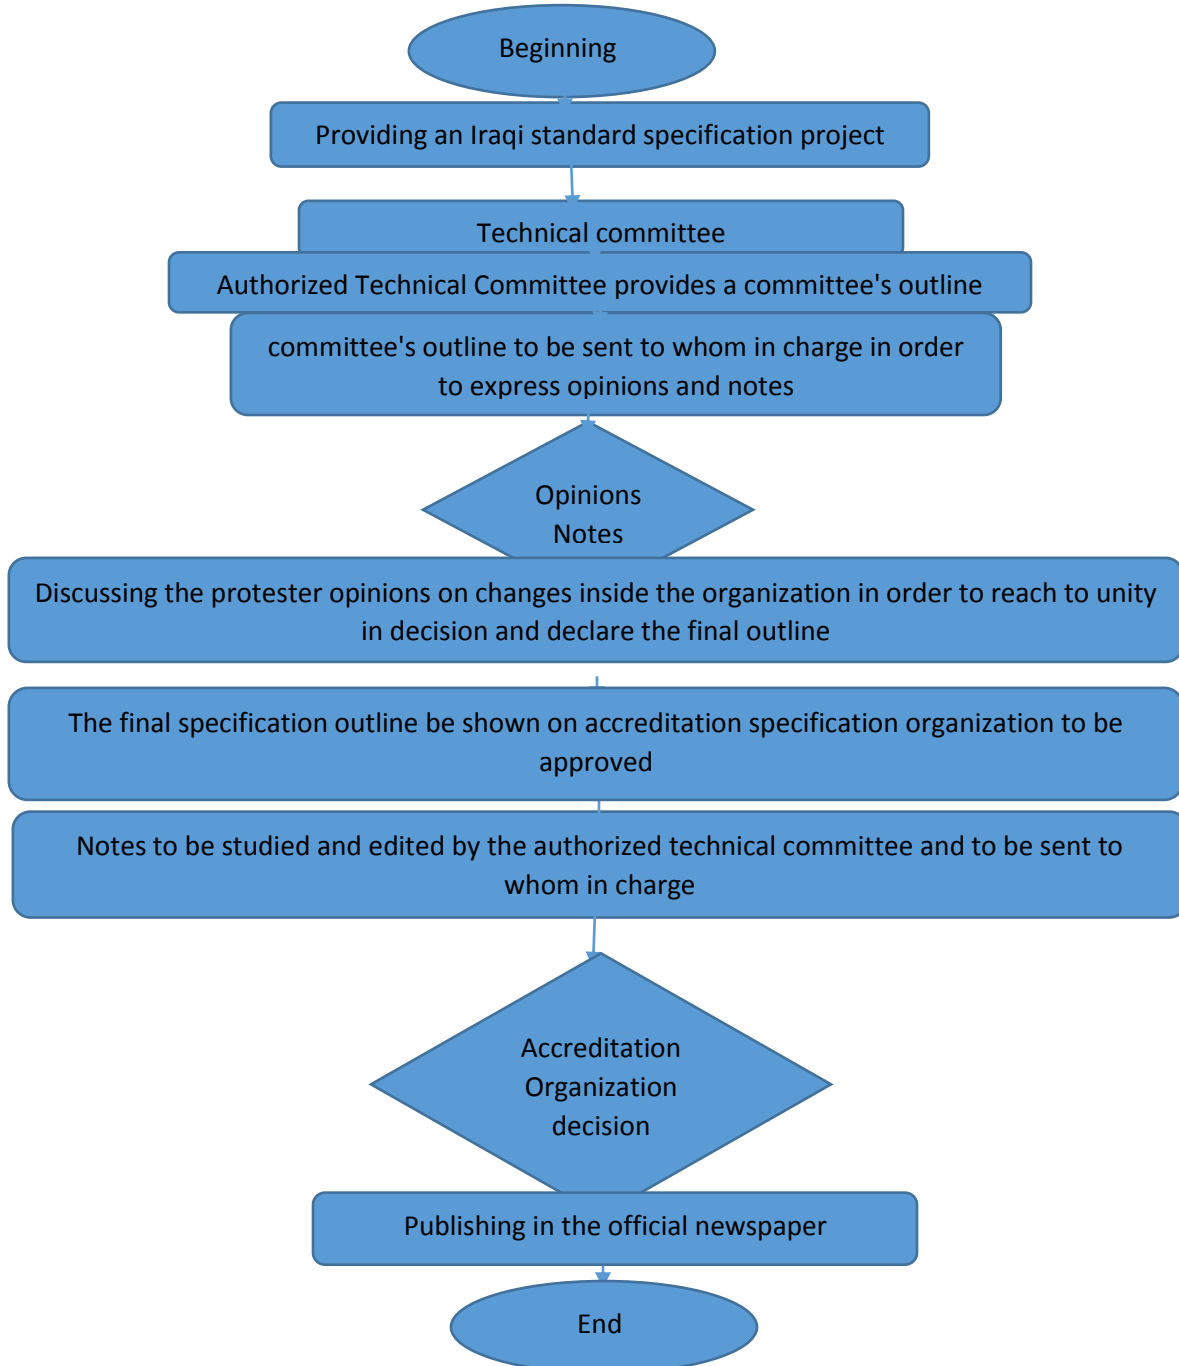 Beginning
Providing an Iraqi standard specification project
Technical committee
Authorized Technical Committee provides a committee's outline
committee's outline to be sent to whom in charge in order
to express opinions and notes
Opinions
Notes
Discussing the protester opinions on changes inside the organization in order to reach to unity
in decision and declare the final outline
The final specification outline be shown on accreditation specification organization to be
approved
Notes to be studied and edited by the authorized technical committee and to be sent to
whom in charge
Accreditation
Organization
decision
Publishing in the official newspaper
End